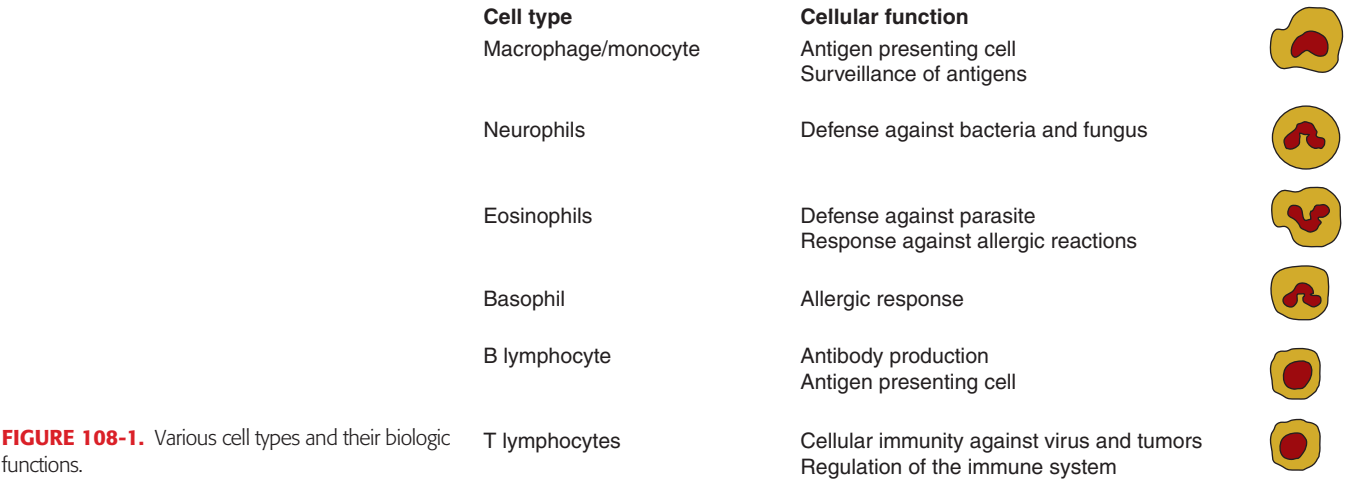 Cell type Cellular function
Macrophage/monocyte Antigen presenting cell
Surveillance of antigens
Neurophils Defense against bacteria and fungus
Eosinophils Defense against parasite
Response against allergic reactions
Basophil Allergic response
B lymphocyte Antibody production
Antigen presenting cell
T lymphocytes Cellular immunity against virus and tumors
Regulation of the immune system
FIGURE 108-1. Various cell types and their biologic
functions.